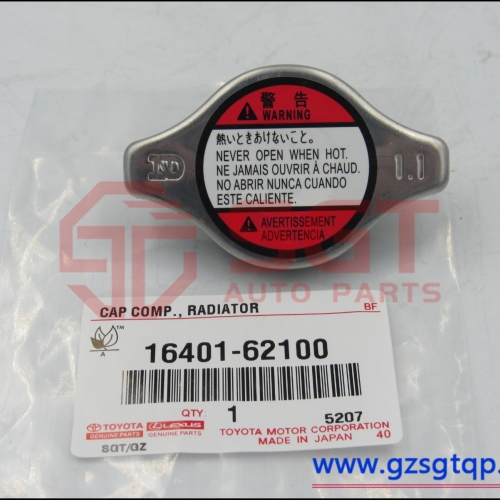 警告
WARNING
熱いときあけないこと。
NEVER OPEN WHEN HOT.
NE JAMAIS OUVRIR À CHAUD.
NO ABRIR NUNCA CUANDO
ESTE CALIENTE.
AVERTISSEMENT
ADVERTENCIA
ND
1.1
SGT
AUTO PARTS
CAP COMP., RADIATOR
BF
A
16401-62100
QTY:
1
5207
TOYOTA
GENUINE PARTS
LEXUS
GENUINE PARTS
TOYOTA MOTOR CORPORATION
MADE IN JAPAN 40
SGT/GZ
www.gzsgtqp.